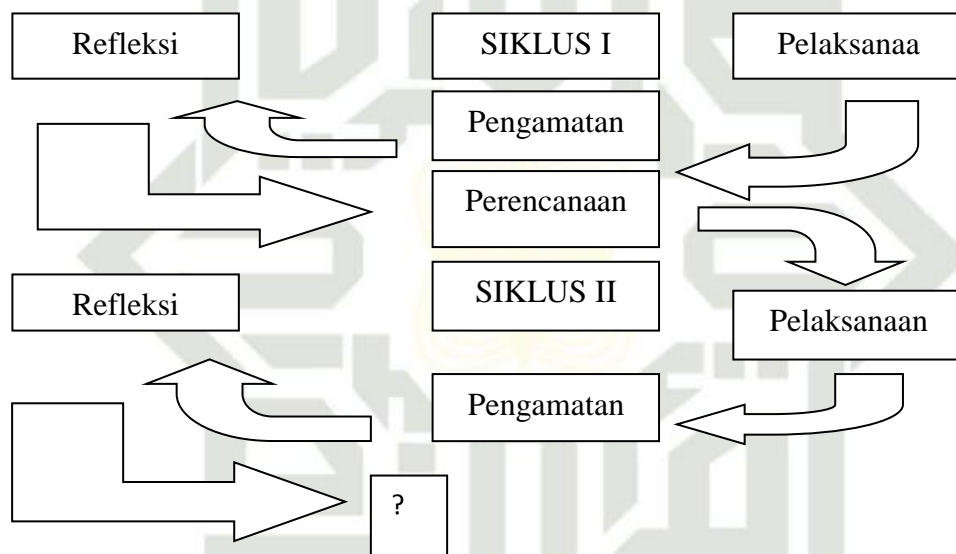 Refleksi
SIKLUS I
Pelaksanaa
Pengamatan
Perencanaan
Refleksi
SIKLUS II
Pelaksanaan
Pengamatan
?